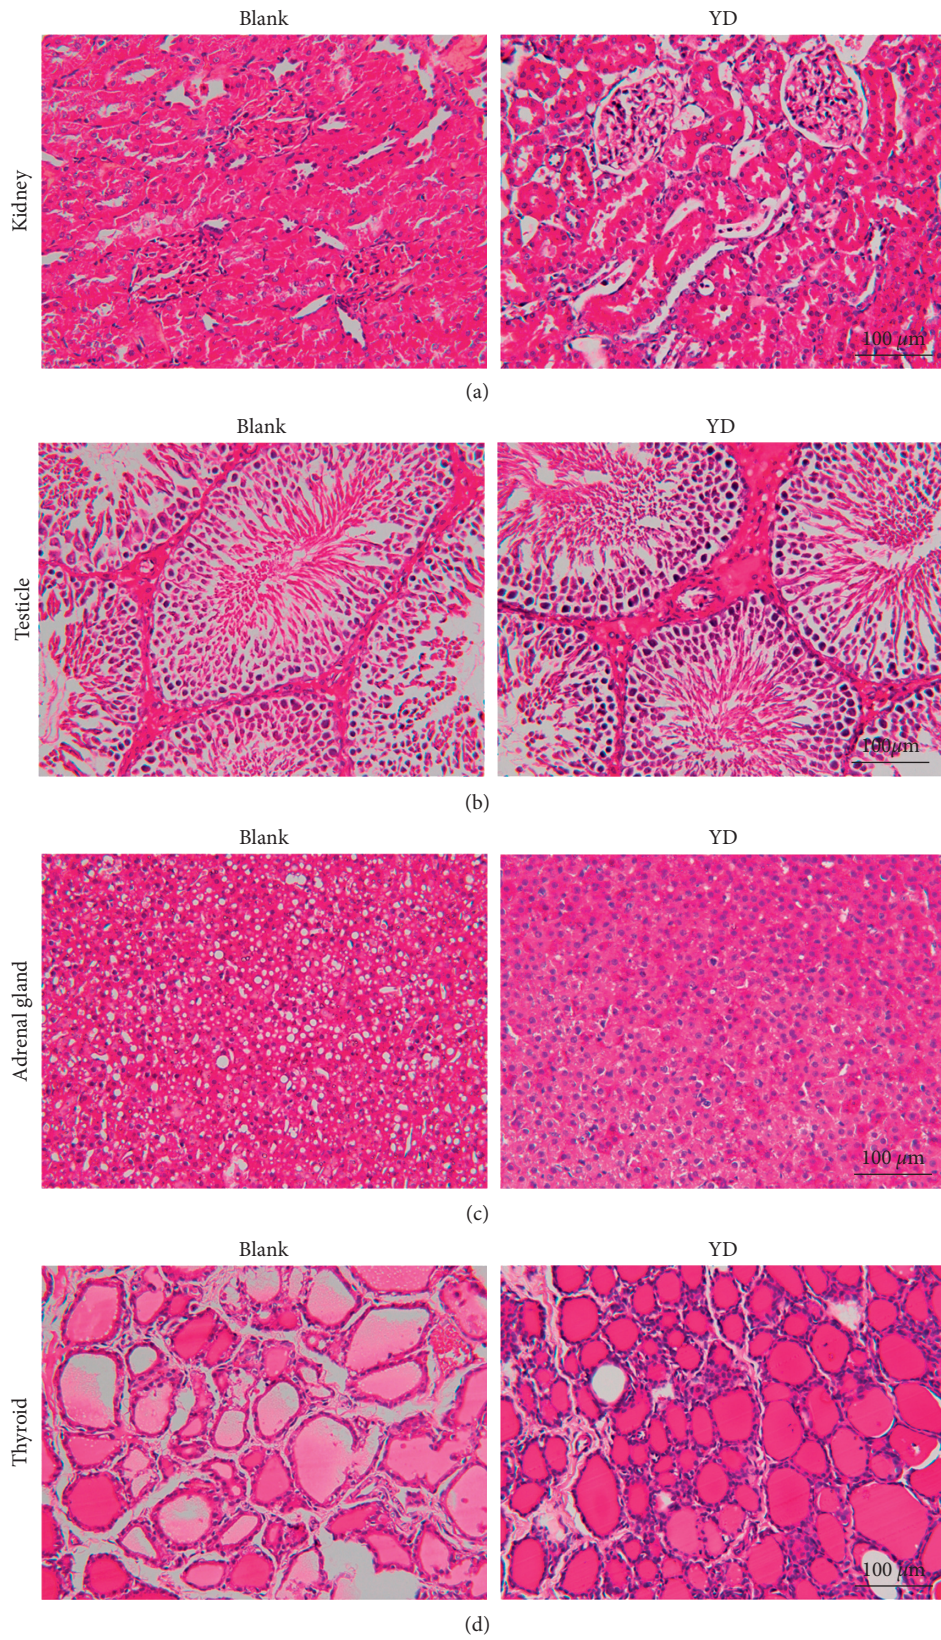 Blank YD
Kidney
100 μm
(a)
Blank YD
Testicle
100μm
(b)
Blank YD
Adrenal gland
100 μm
(c)
Blank YD
Thyroid
100 μm
(d)